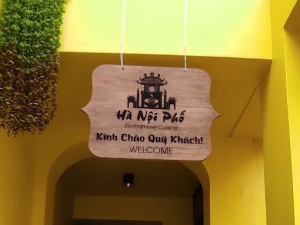 Hà Nội Phố
Vietnamese Cuisine
Kính Chào Quý Khách!
WELCOME